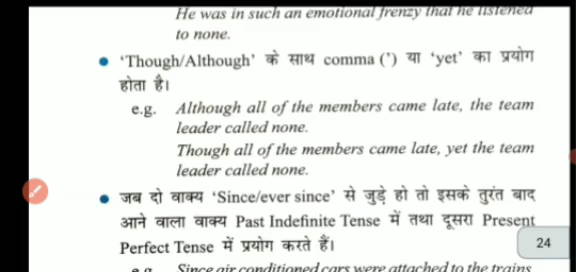 He was in such an emotional frenzy that he listened
to none.
• 'Though/Although' के साथ comma (') या 'yet' का प्रयोग
होता है।
e.g. Although all of the members came late, the team
leader called none.
Though all of the members came late, yet the team
leader called none.
• जब दो वाक्य 'Since/ever since' से जुड़े हो तो इसके तुरंत बाद
आने वाला वाक्य Past Indefinite Tense में तथा दूसरा Present
Perfect Tense में प्रयोग करते हैं।
24
e.g. Since air conditioned cars were attached to the trains